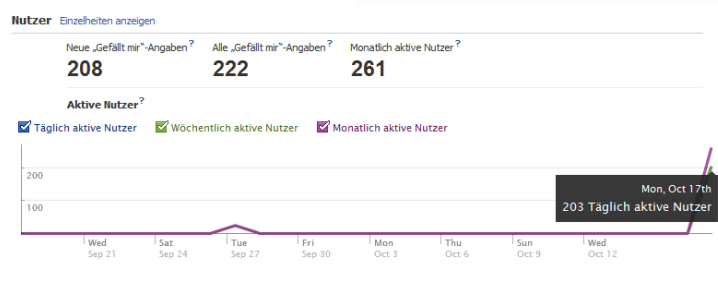 Nutzer Einzelheiten anzeigen
Neue „Gefällt mir"-Angaben ? Alle „Gefällt mir"-Angaben ? Monatlich aktive Nutzer ?
208 222 261
Aktive Nutzer ?
Täglich aktive Nutzer Wöchentlich aktive Nutzer Monatlich aktive Nutzer
200
Mon, Oct 17th
203 Täglich aktive Nutzer
100
Wed Sat Tue Fri Mon Thu Sun Wed
Sep 21 Sep 24 Sep 27 Sep 30 Oct 3 Oct 6 Oct 9 Oct 12